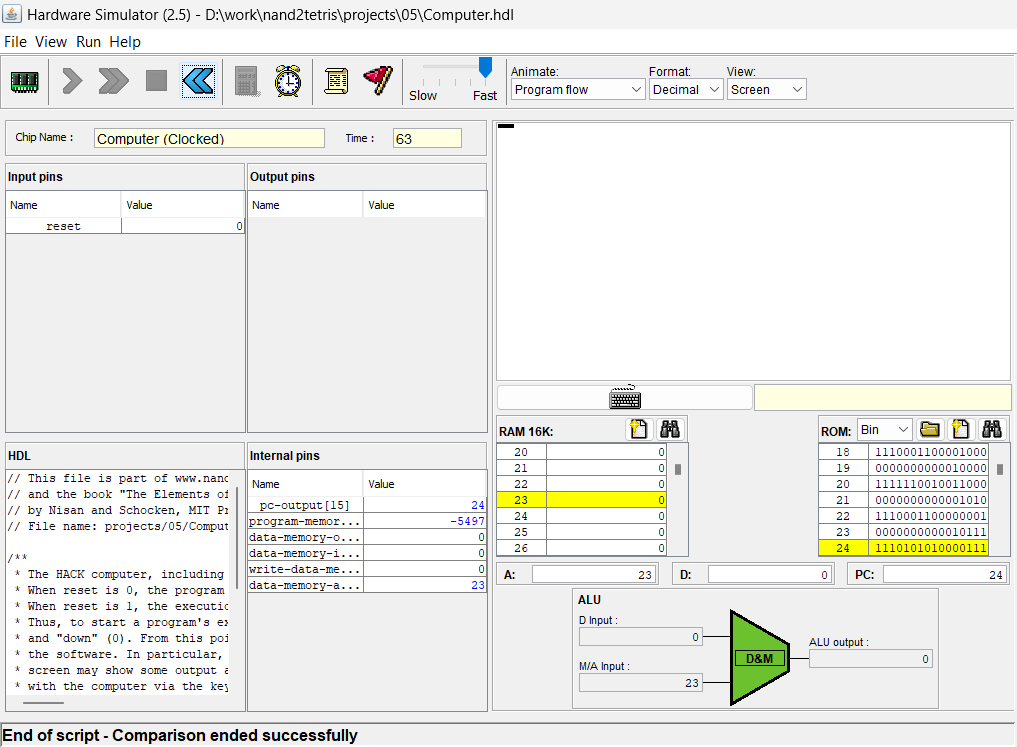 Hardware Simulator (2.5) - D:\work\nand2tetris\projects\05\Computer.hdl
File View Run Help
Slow Fast
Animate: Format: View:
Program flow Decimal Screen
Chip Name : Computer (Clocked) Time : 63
Input pins
Name Value
reset 0
Output pins
Name Value
HDL
// This file is part of www.nand
// and the book "The Elements of
// by Nisan and Schocken, MIT Pr
// File name: projects/05/Comput
/**
* The HACK computer, including
* When reset is 0, the program
* When reset is 1, the executio
* Thus, to start a program's ex
* and "down" (0). From this poi
* the software. In particular,
* screen may show some output a
* with the computer via the key
Internal pins
Name Value
pc-output[15] 24
program-memor... -5497
data-memory-o... 0
data-memory-i... 0
write-data-me... 0
data-memory-a... 23
RAM 16K:
20 0
21 0
22 0
23 0
24 0
25 0
26 0
ROM: Bin
18 1110001100001000
19 0000000000010000
20 1111110010011000
21 0000000000001010
22 1110001100000001
23 0000000000010111
24 1110101010000111
A: 23 D: 0 PC: 24
ALU
D Input :
0
M/A Input :
23
D&M
ALU output :
0
End of script - Comparison ended successfully